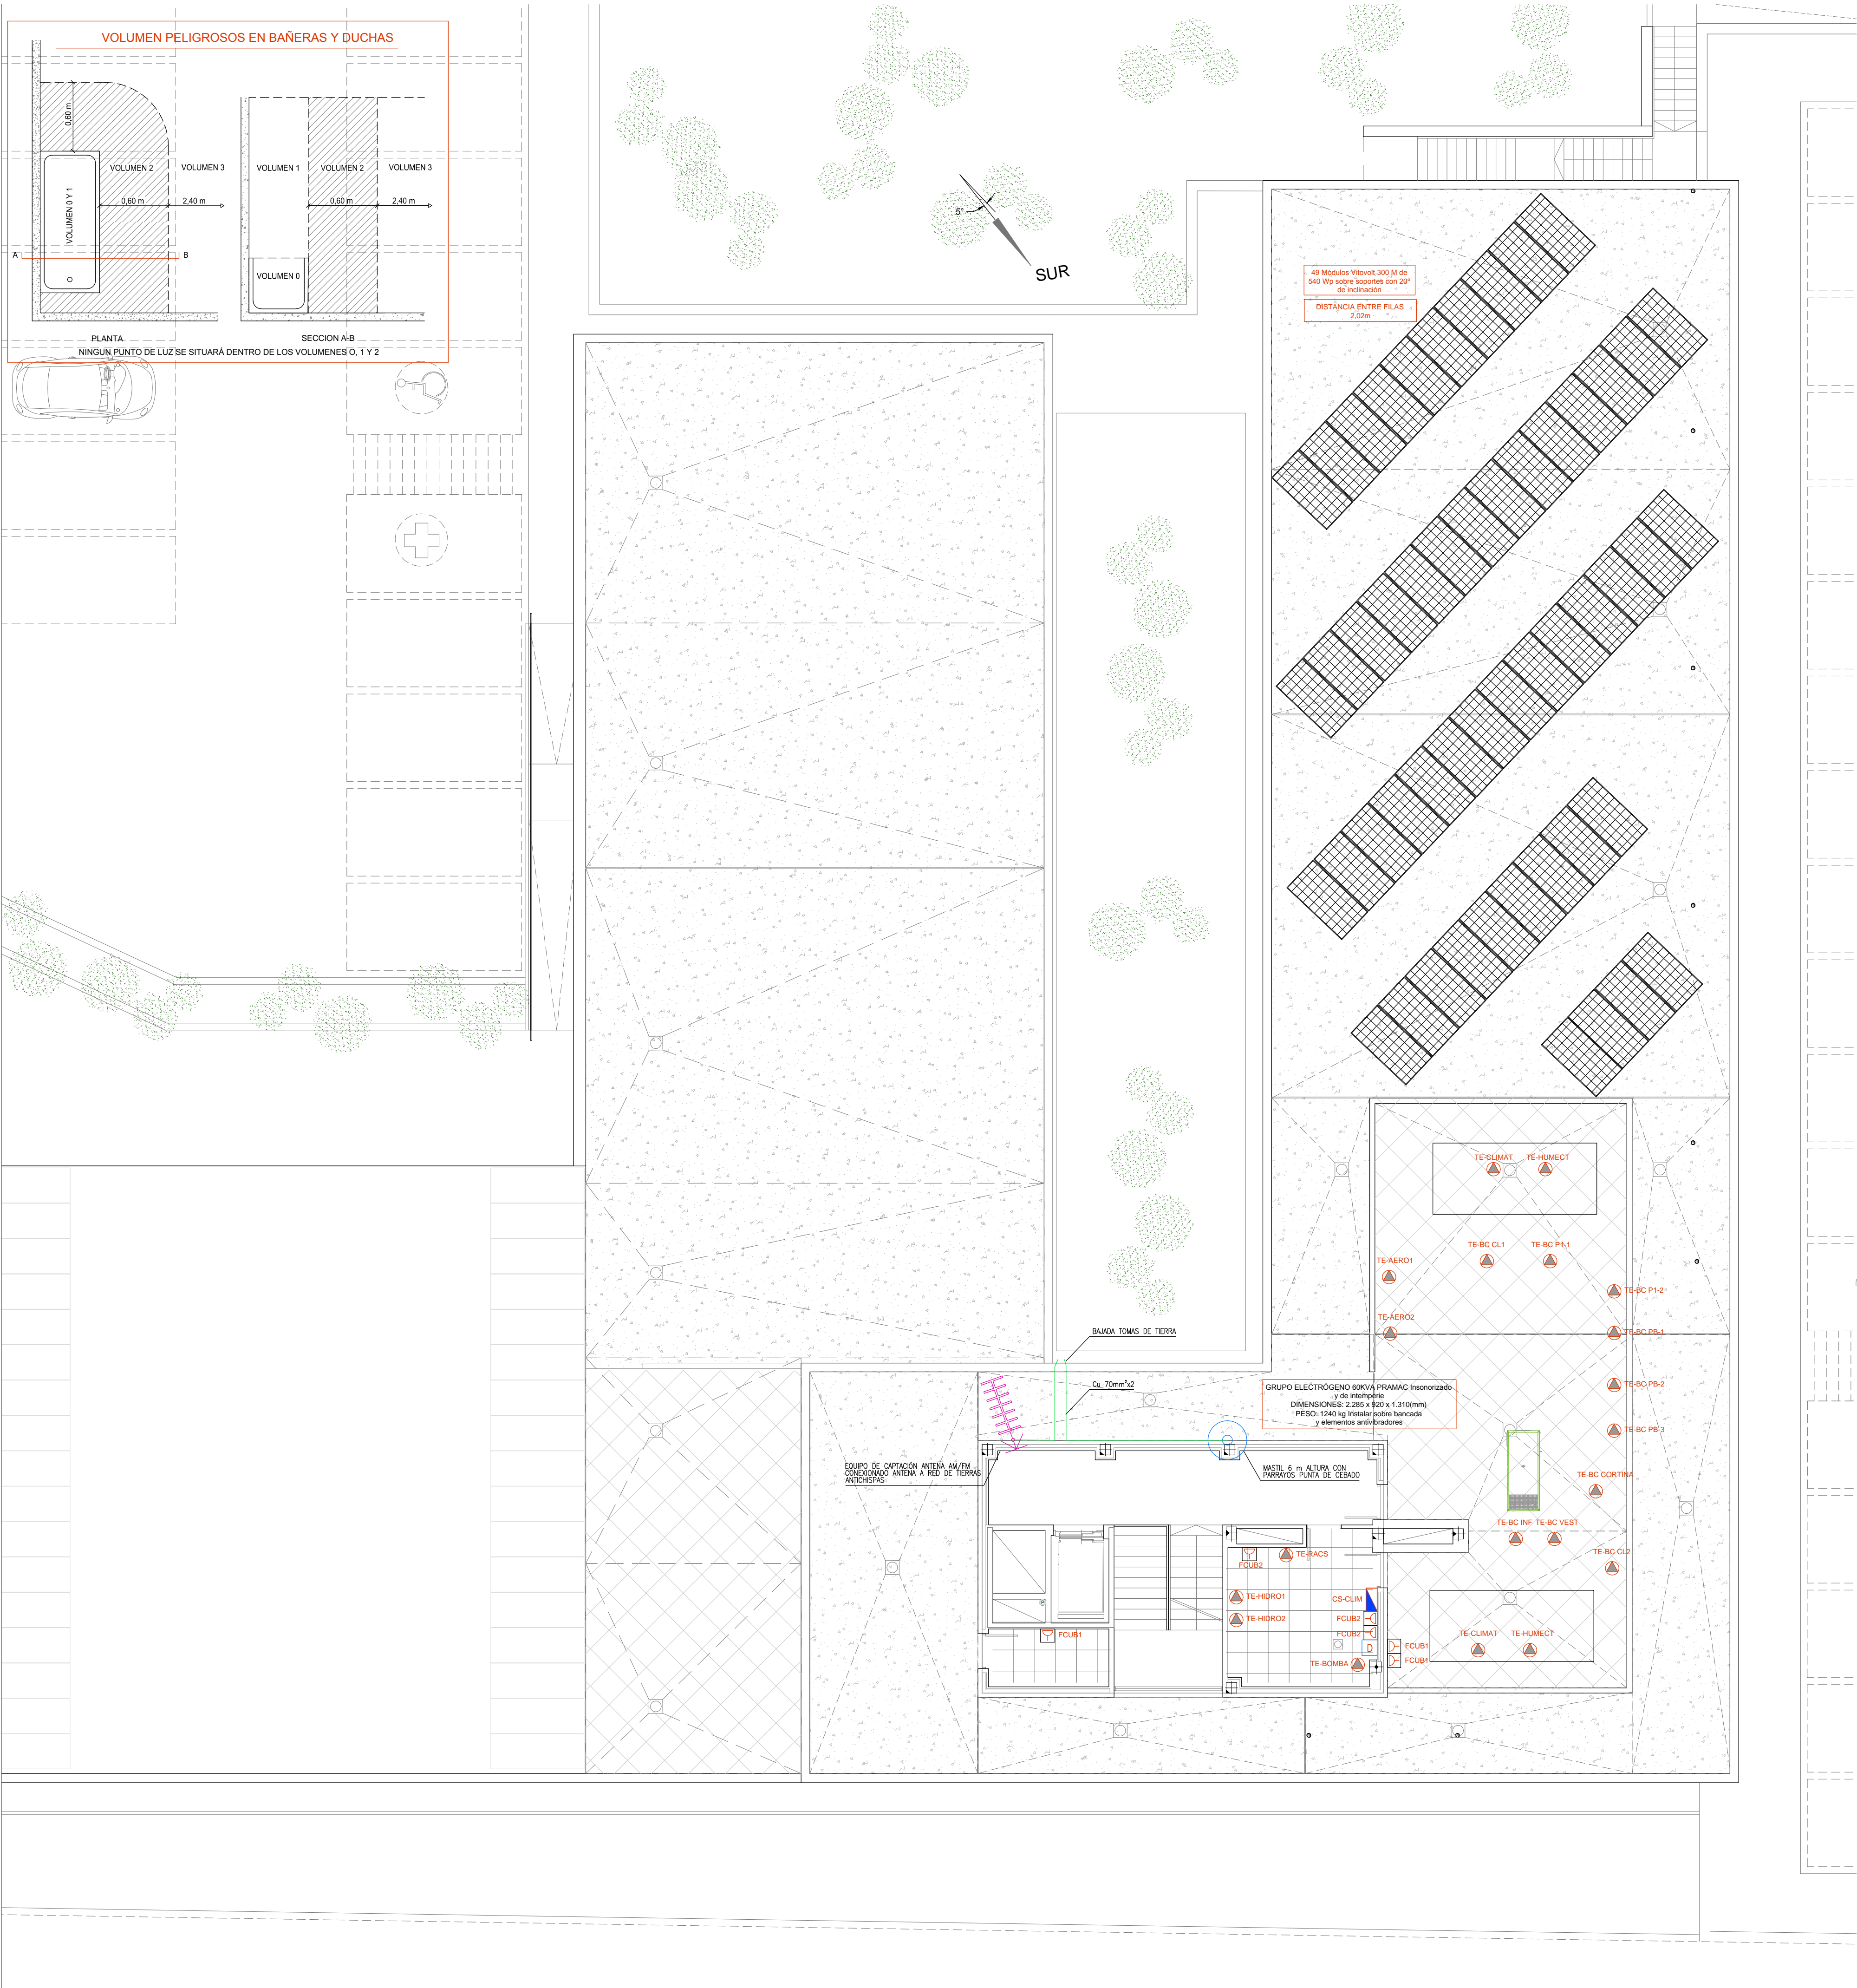 VOLUMEN PELIGROSOS EN BAÑERAS Y DUCHAS
0,60 m
VOLUMEN 2
VOLUMEN 3
VOLUMEN 1
VOLUMEN 2
VOLUMEN 3
0,60 m
2,40 m
0,60 m
2,40 m
VOLUMEN 0 Y 1
A
B
VOLUMEN 0
PLANTA
SECCION A-B
NINGUN PUNTO DE LUZ SE SITUARÁ DENTRO DE LOS VOLUMENES O, 1 Y 2
5°
SUR
49 Módulos Vitovolt 300 M de
540 Wp sobre soportes con 20º
de inclinación
DISTANCIA ENTRE FILAS
2,02m
TE-CLIMAT
TE-HUMECT
TE-BC CL1
TE-BC P1-1
TE-AERO1
TE-BC P1-2
TE-AERO2
TE-BC PB-1
TE-BC PB-2
TE-BC PB-3
BAJADA TOMAS DE TIERRA
Cu 70mm²x2
GRUPO ELECTRÓGENO 60KVA PRAMAC Insonorizado
y de intemperie
DIMENSIONES: 2.285 x 920 x 1.310(mm)
PESO: 1240 kg Instalar sobre bancada
y elementos antivibradores
EQUIPO DE CAPTACIÓN ANTENA AM/FM
CONEXIONADO ANTENA A RED DE TIERRAS
ANTICHISPAS
MASTIL 6 m ALTURA CON
PARRAYOS PUNTA DE CEBADO
TE-BC CORTINA
TE-BC INF
TE-BC VEST
TE-BC CL2
FCUB2
TE-RACS
TE-HIDRO1
TE-HIDRO2
CS-CLIM
FCUB2
FCUB2
D
TE-BOMBA
FCUB1
FCUB1
FCUB1
TE-CLIMAT
TE-HUMECT